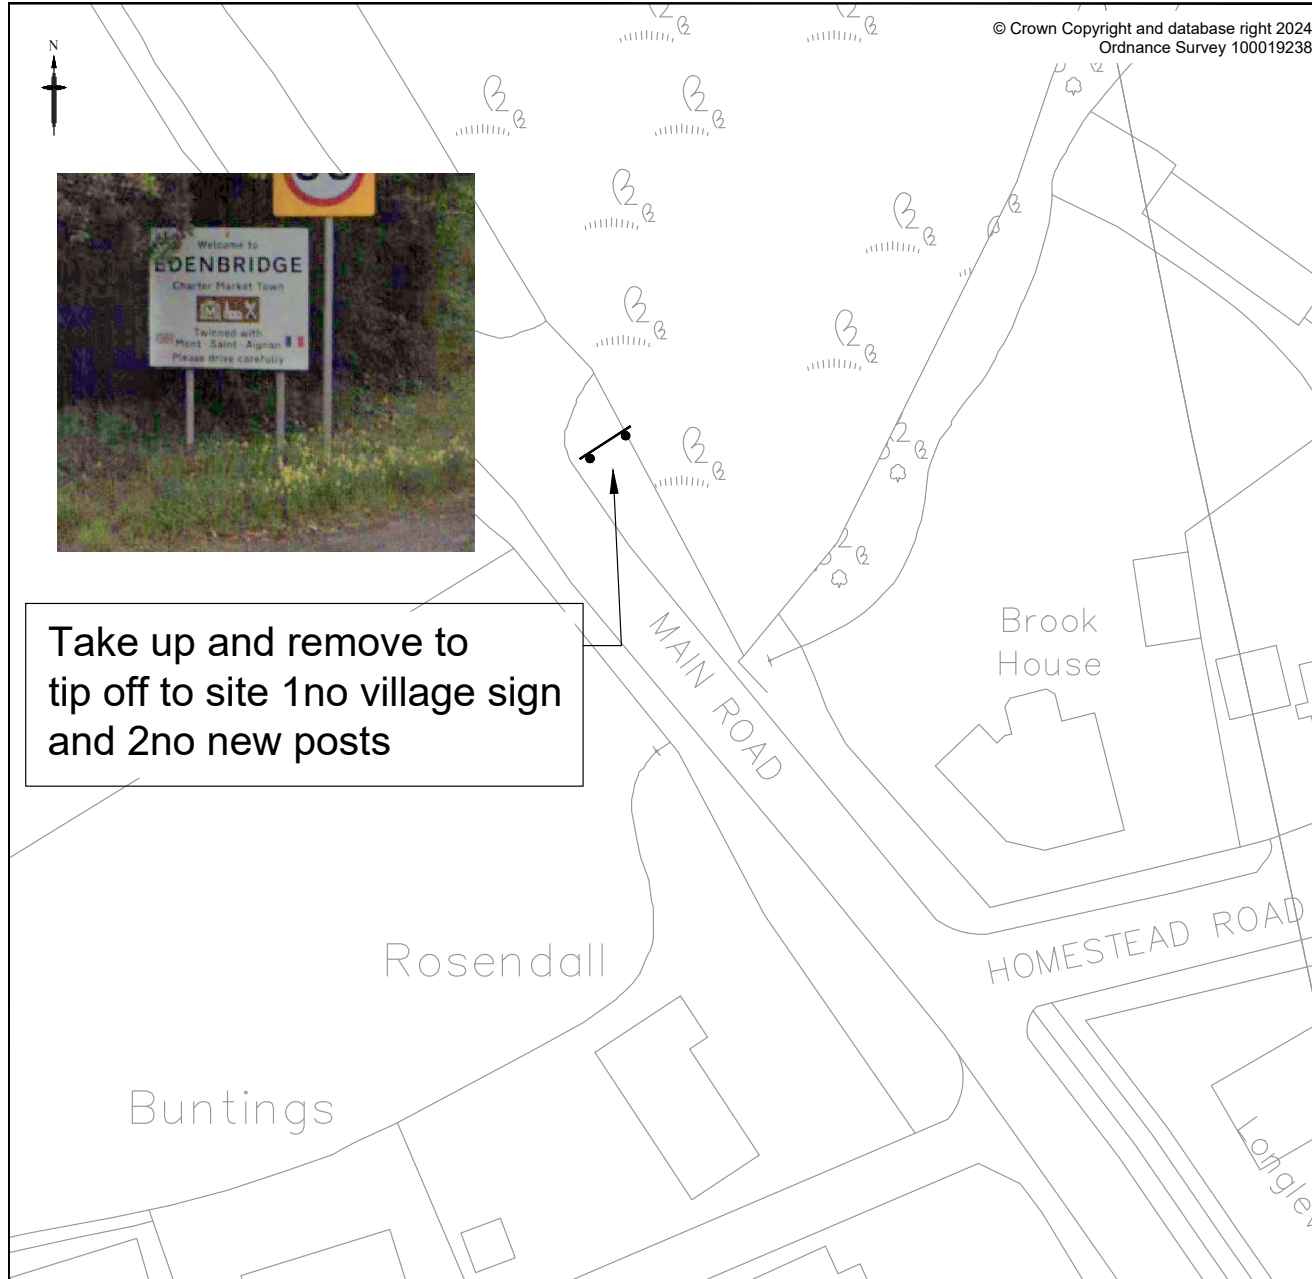 © Crown Copyright and database right 2024
Ordnance Survey 100019238
N
Welcome to
EDENBRIDGE
Charter Market Town
Twinned with
Mont - Saint - Aignan
Please drive carefully
Take up and remove to
tip off to site 1no village sign
and 2no new posts
MAIN ROAD
Brook
House
HOMESTEAD ROAD
Rosendall
Buntings